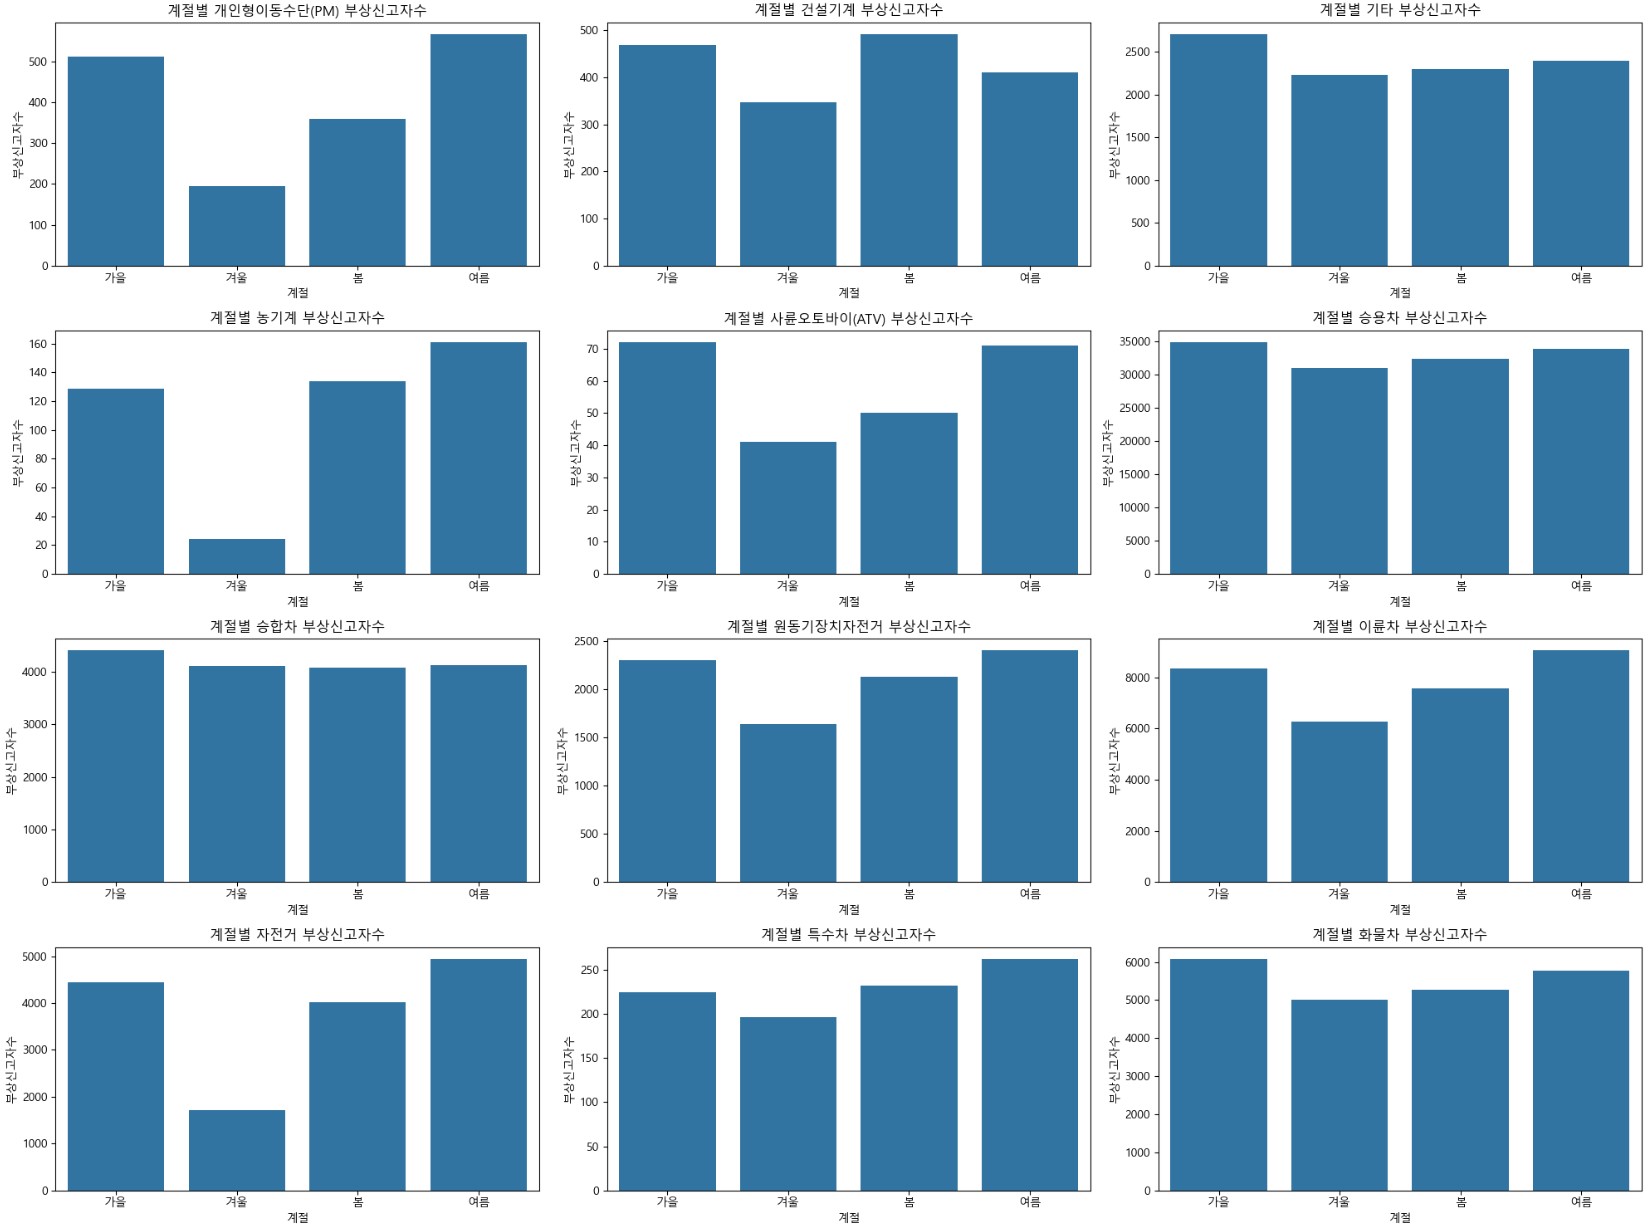 계절별 개인형이동수단(PM) 부상신고자수
부상신고자수
500
400
300
200
100
0
가을 겨울 봄 여름
계절
계절별 건설기계 부상신고자수
부상신고자수
500
400
300
200
100
0
가을 겨울 봄 여름
계절
계절별 기타 부상신고자수
부상신고자수
2500
2000
1500
1000
500
0
가을 겨울 봄 여름
계절
계절별 농기계 부상신고자수
부상신고자수
160
140
120
100
80
60
40
20
0
가을 겨울 봄 여름
계절
계절별 사륜오토바이(ATV) 부상신고자수
부상신고자수
70
60
50
40
30
20
10
0
가을 겨울 봄 여름
계절
계절별 승용차 부상신고자수
부상신고자수
35000
30000
25000
20000
15000
10000
5000
0
가을 겨울 봄 여름
계절
계절별 승합차 부상신고자수
부상신고자수
4000
3000
2000
1000
0
가을 겨울 봄 여름
계절
계절별 원동기장치자전거 부상신고자수
부상신고자수
2500
2000
1500
1000
500
0
가을 겨울 봄 여름
계절
계절별 이륜차 부상신고자수
부상신고자수
8000
6000
4000
2000
0
가을 겨울 봄 여름
계절
계절별 자전거 부상신고자수
부상신고자수
5000
4000
3000
2000
1000
0
가을 겨울 봄 여름
계절
계절별 특수차 부상신고자수
부상신고자수
250
200
150
100
50
0
가을 겨울 봄 여름
계절
계절별 화물차 부상신고자수
부상신고자수
6000
5000
4000
3000
2000
1000
0
가을 겨울 봄 여름
계절